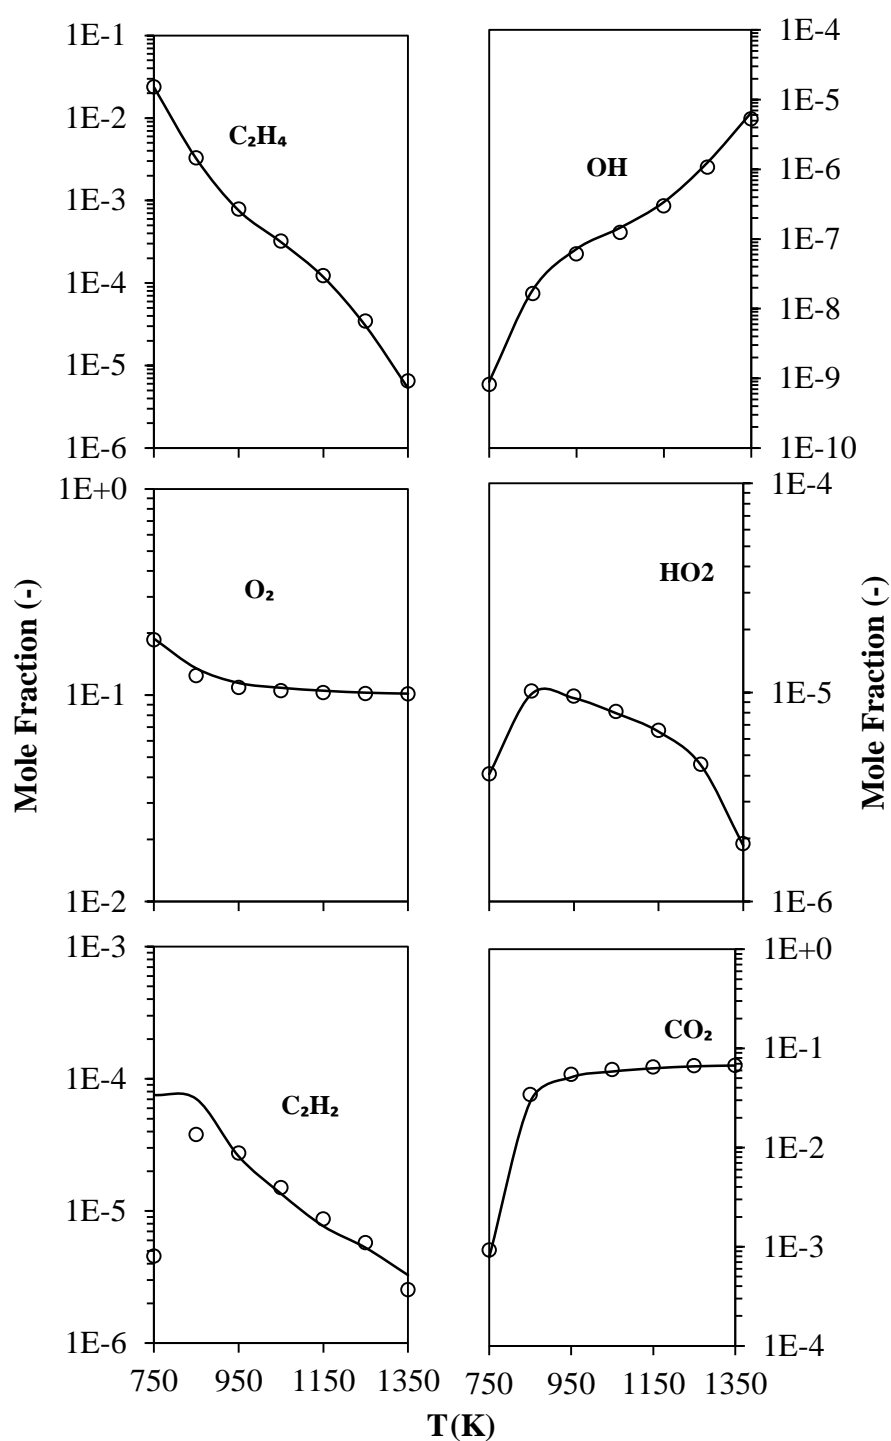 1E-1
1E-2
1E-3
1E-4
1E-5
1E-6
C₂H₄
1E-4
1E-5
1E-6
1E-7
1E-8
1E-9
1E-10
OH
Mole Fraction (-)
1E+0
1E-1
1E-2
O₂
1E-4
1E-5
1E-6
HO2
Mole Fraction (-)
1E-3
1E-4
1E-5
1E-6
C₂H₂
750 950 1150 1350
1E+0
1E-1
1E-2
1E-3
1E-4
CO₂
750 950 1150 1350
T(K)